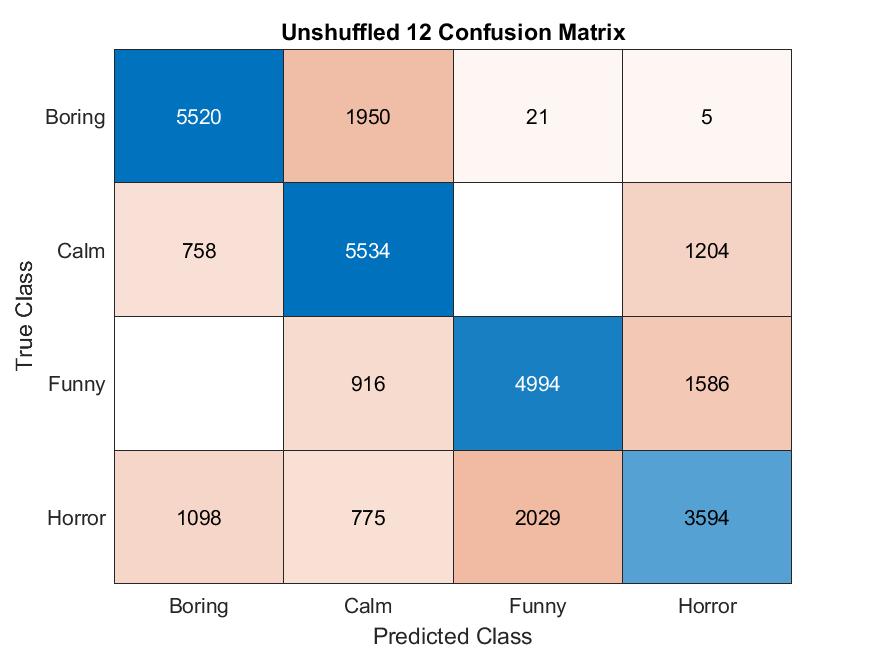 Unshuffled 12 Confusion Matrix
True Class
Boring 5520 1950 21 5
Calm 758 5534 1204
Funny 916 4994 1586
Horror 1098 775 2029 3594
Boring Calm Funny Horror
Predicted Class